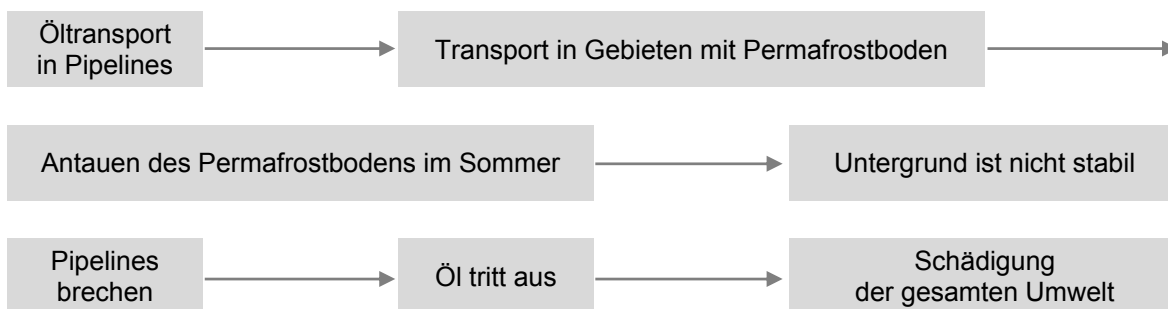 Öltransport
in Pipelines
Transport in Gebieten mit Permafrostboden
Antauen des Permafrostbodens im Sommer
Untergrund ist nicht stabil
Pipelines
brechen
Öl tritt aus
Schädigung
der gesamten Umwelt